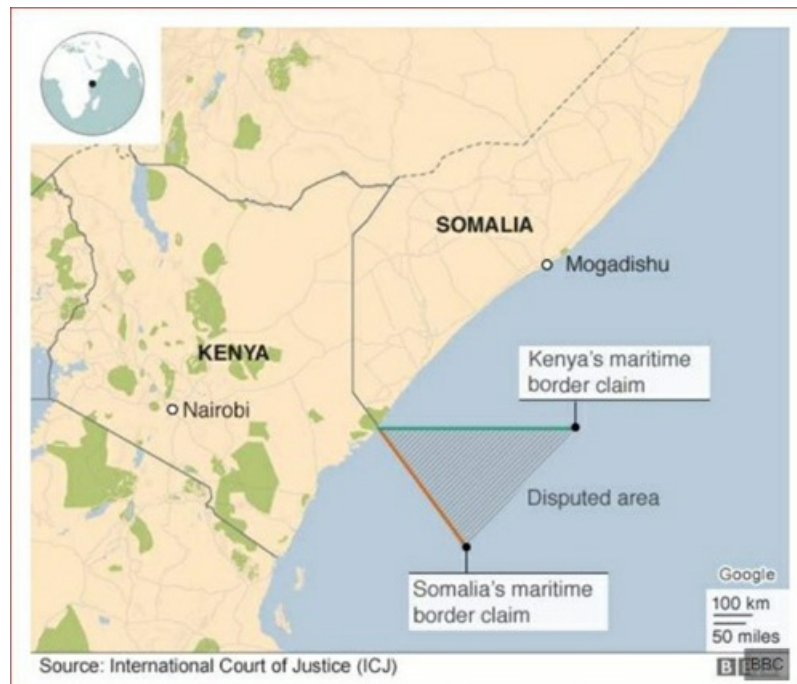 SOMALIA
Mogadishu
KENYA
Kenya's maritime
border claim
Nairobi
Disputed area
Somalia's maritime
border claim
Google
100 km
50 miles
Source: International Court of Justice (ICJ)
BBC